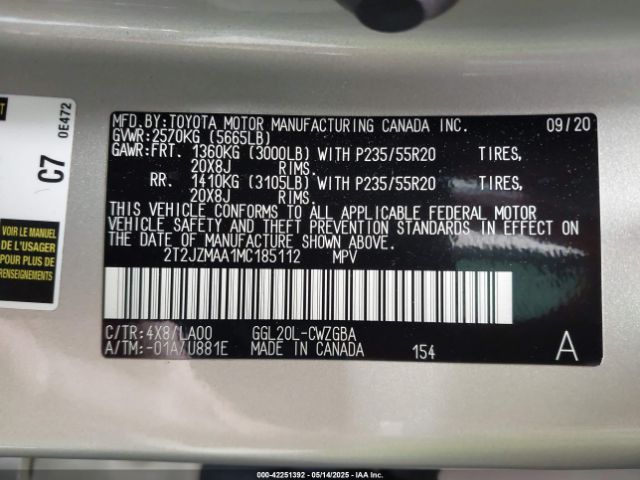 MFD.BY:TOYOTA MOTOR MANUFACTURING CANADA INC. 09/20
GVWR:2570KG (5665LB)
GAWR:FRT. 1360KG (3000LB) WITH P235/55R20 TIRES,
20X8J RIMS.
RR. 1410KG (3105LB) WITH P235/55R20 TIRES,
20X8J RIMS.
THIS VEHICLE CONFORMS TO ALL APPLICABLE FEDERAL MOTOR
VEHICLE SAFETY AND THEFT PREVENTION STANDARDS IN EFFECT ON
THE DATE OF MANUFACTURE SHOWN ABOVE.
2T2JZMAA1MC185112 MPV
C/TR:4X8/LA00 GGL20L-CWZGBA
A/TM:-01A/U881E MADE IN CANADA 154 A
C7
0E472
VOIR LE MANUEL
DE L'USAGER
POUR PLUS DE
RENSEIGNEMENTS
000-42251392 - 05/14/2025 - IAAI.CA